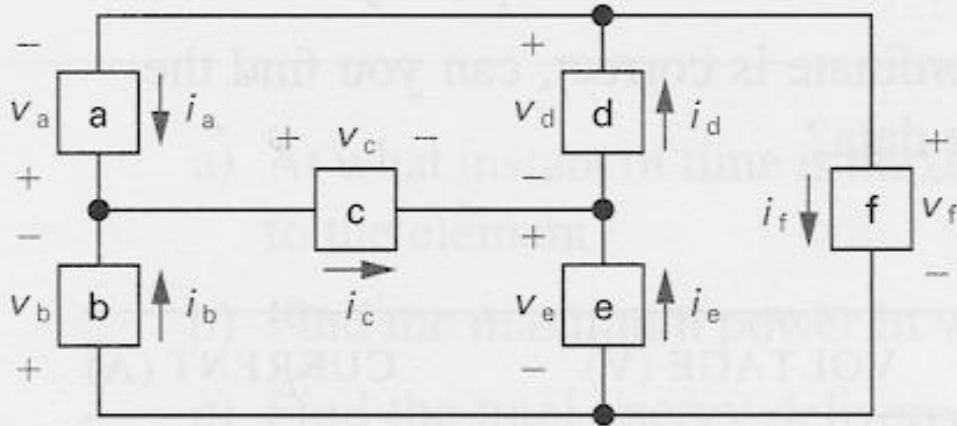 − +
v_a a i_a + v_c − v_d d i_d +
+ −
c i_f f v_f
− +
v_b b i_b i_c v_e e i_e −
+ −